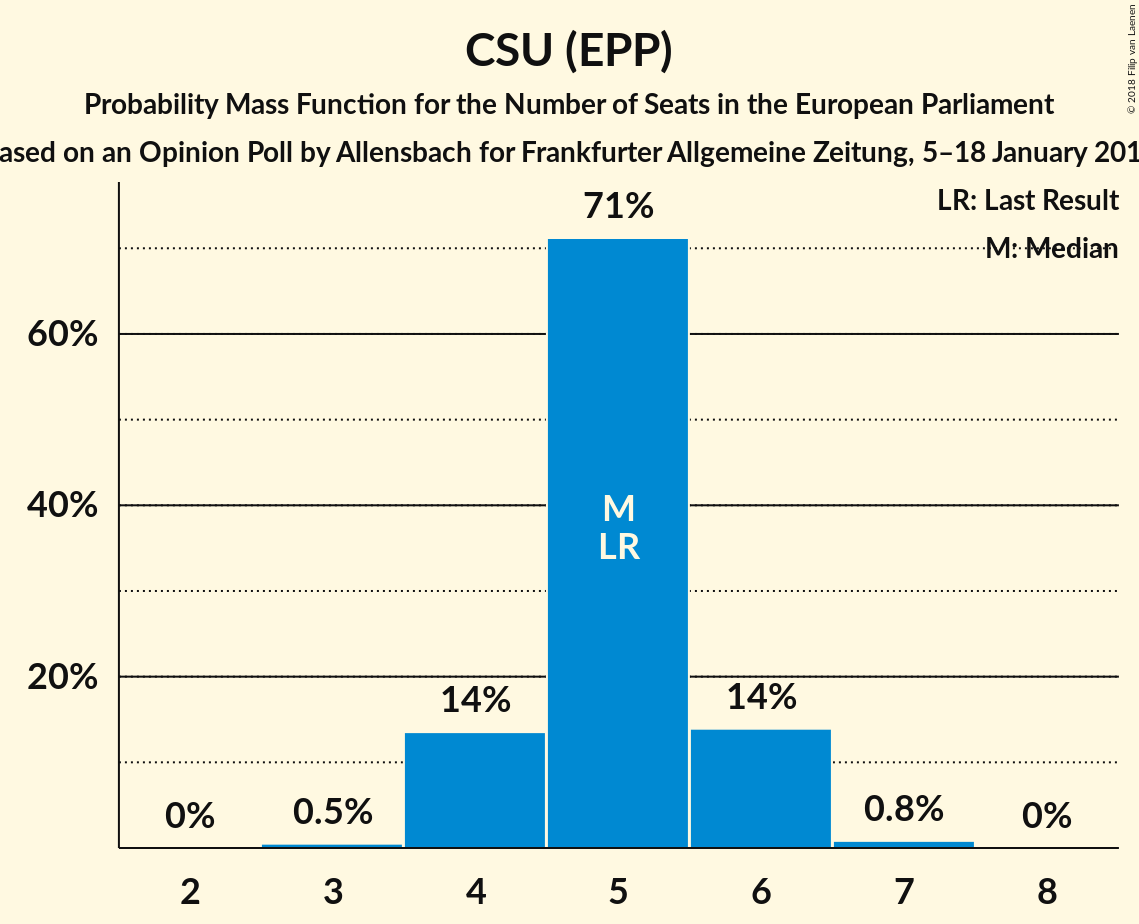 CSU (EPP)
Probability Mass Function for the Number of Seats in the European Parliament
ased on an Opinion Poll by Allensbach for Frankfurter Allgemeine Zeitung, 5–18 January 201
© 2018 Filip van Laenen
LR: Last Result
M: Median
60%
40%
20%
0%
0.5%
14%
71%
M
LR
14%
0.8%
0%
2 3 4 5 6 7 8